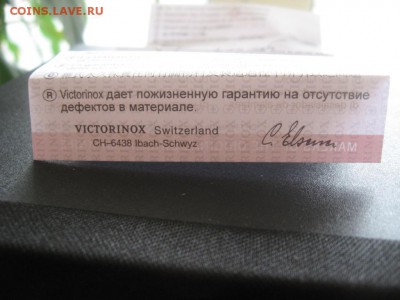 COINS.LAVE.RU
® Victorinox дает пожизненную гарантию на отсутствие
дефектов в материале.
VICTORINOX Switzerland
CH-6438 Ibach-Schwyz